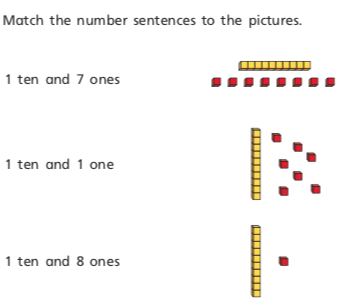 Match the number sentences to the pictures.
1 ten and 7 ones
1 ten and 1 one
1 ten and 8 ones